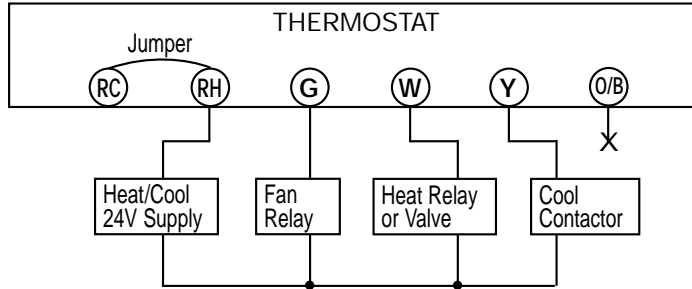 THERMOSTAT
Jumper
RC RH G W Y O/B
X
Heat/Cool
24V Supply
Fan
Relay
Heat Relay
or Valve
Cool
Contactor